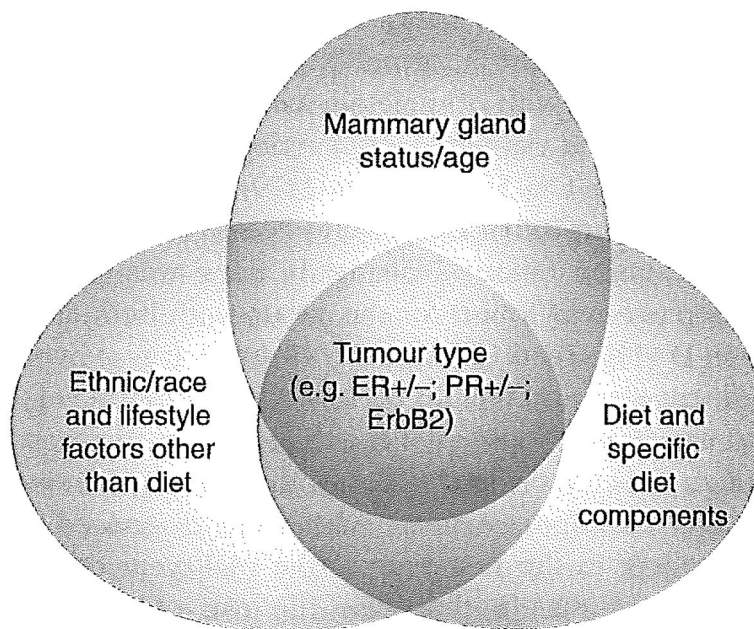 Mammary gland
status/age
Tumour type
(e.g. ER+/–; PR+/–;
ErbB2)
Ethnic/race
and lifestyle
factors other
than diet
Diet and
specific
diet
components